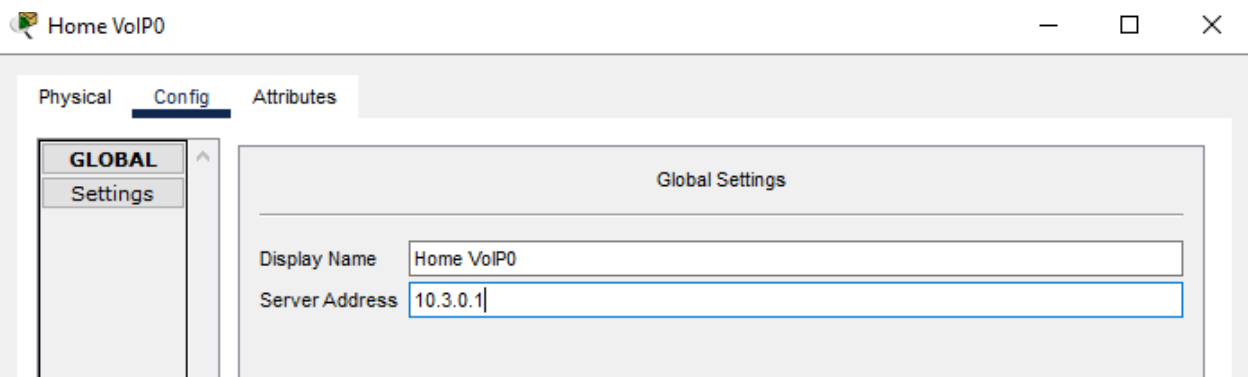 Home VoIP0
Physical Config Attributes
GLOBAL
Settings
Global Settings
Display Name Home VoIP0
Server Address 10.3.0.1